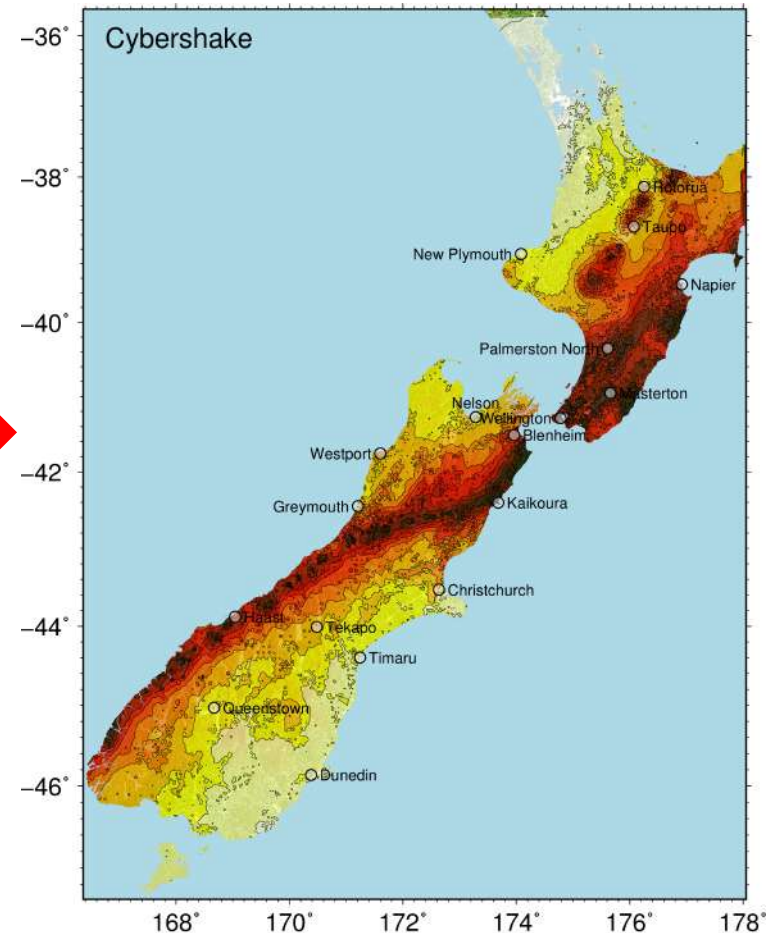 Cybershake
−36°
−38°
−40°
−42°
−44°
−46°
Rotorua
Taupo
New Plymouth
Napier
Palmerston North
Masterton
Nelson
Wellington
Blenheim
Westport
Greymouth
Kaikoura
Christchurch
Haast
Tekapo
Timaru
Queenstown
Dunedin
168° 170° 172° 174° 176° 178°